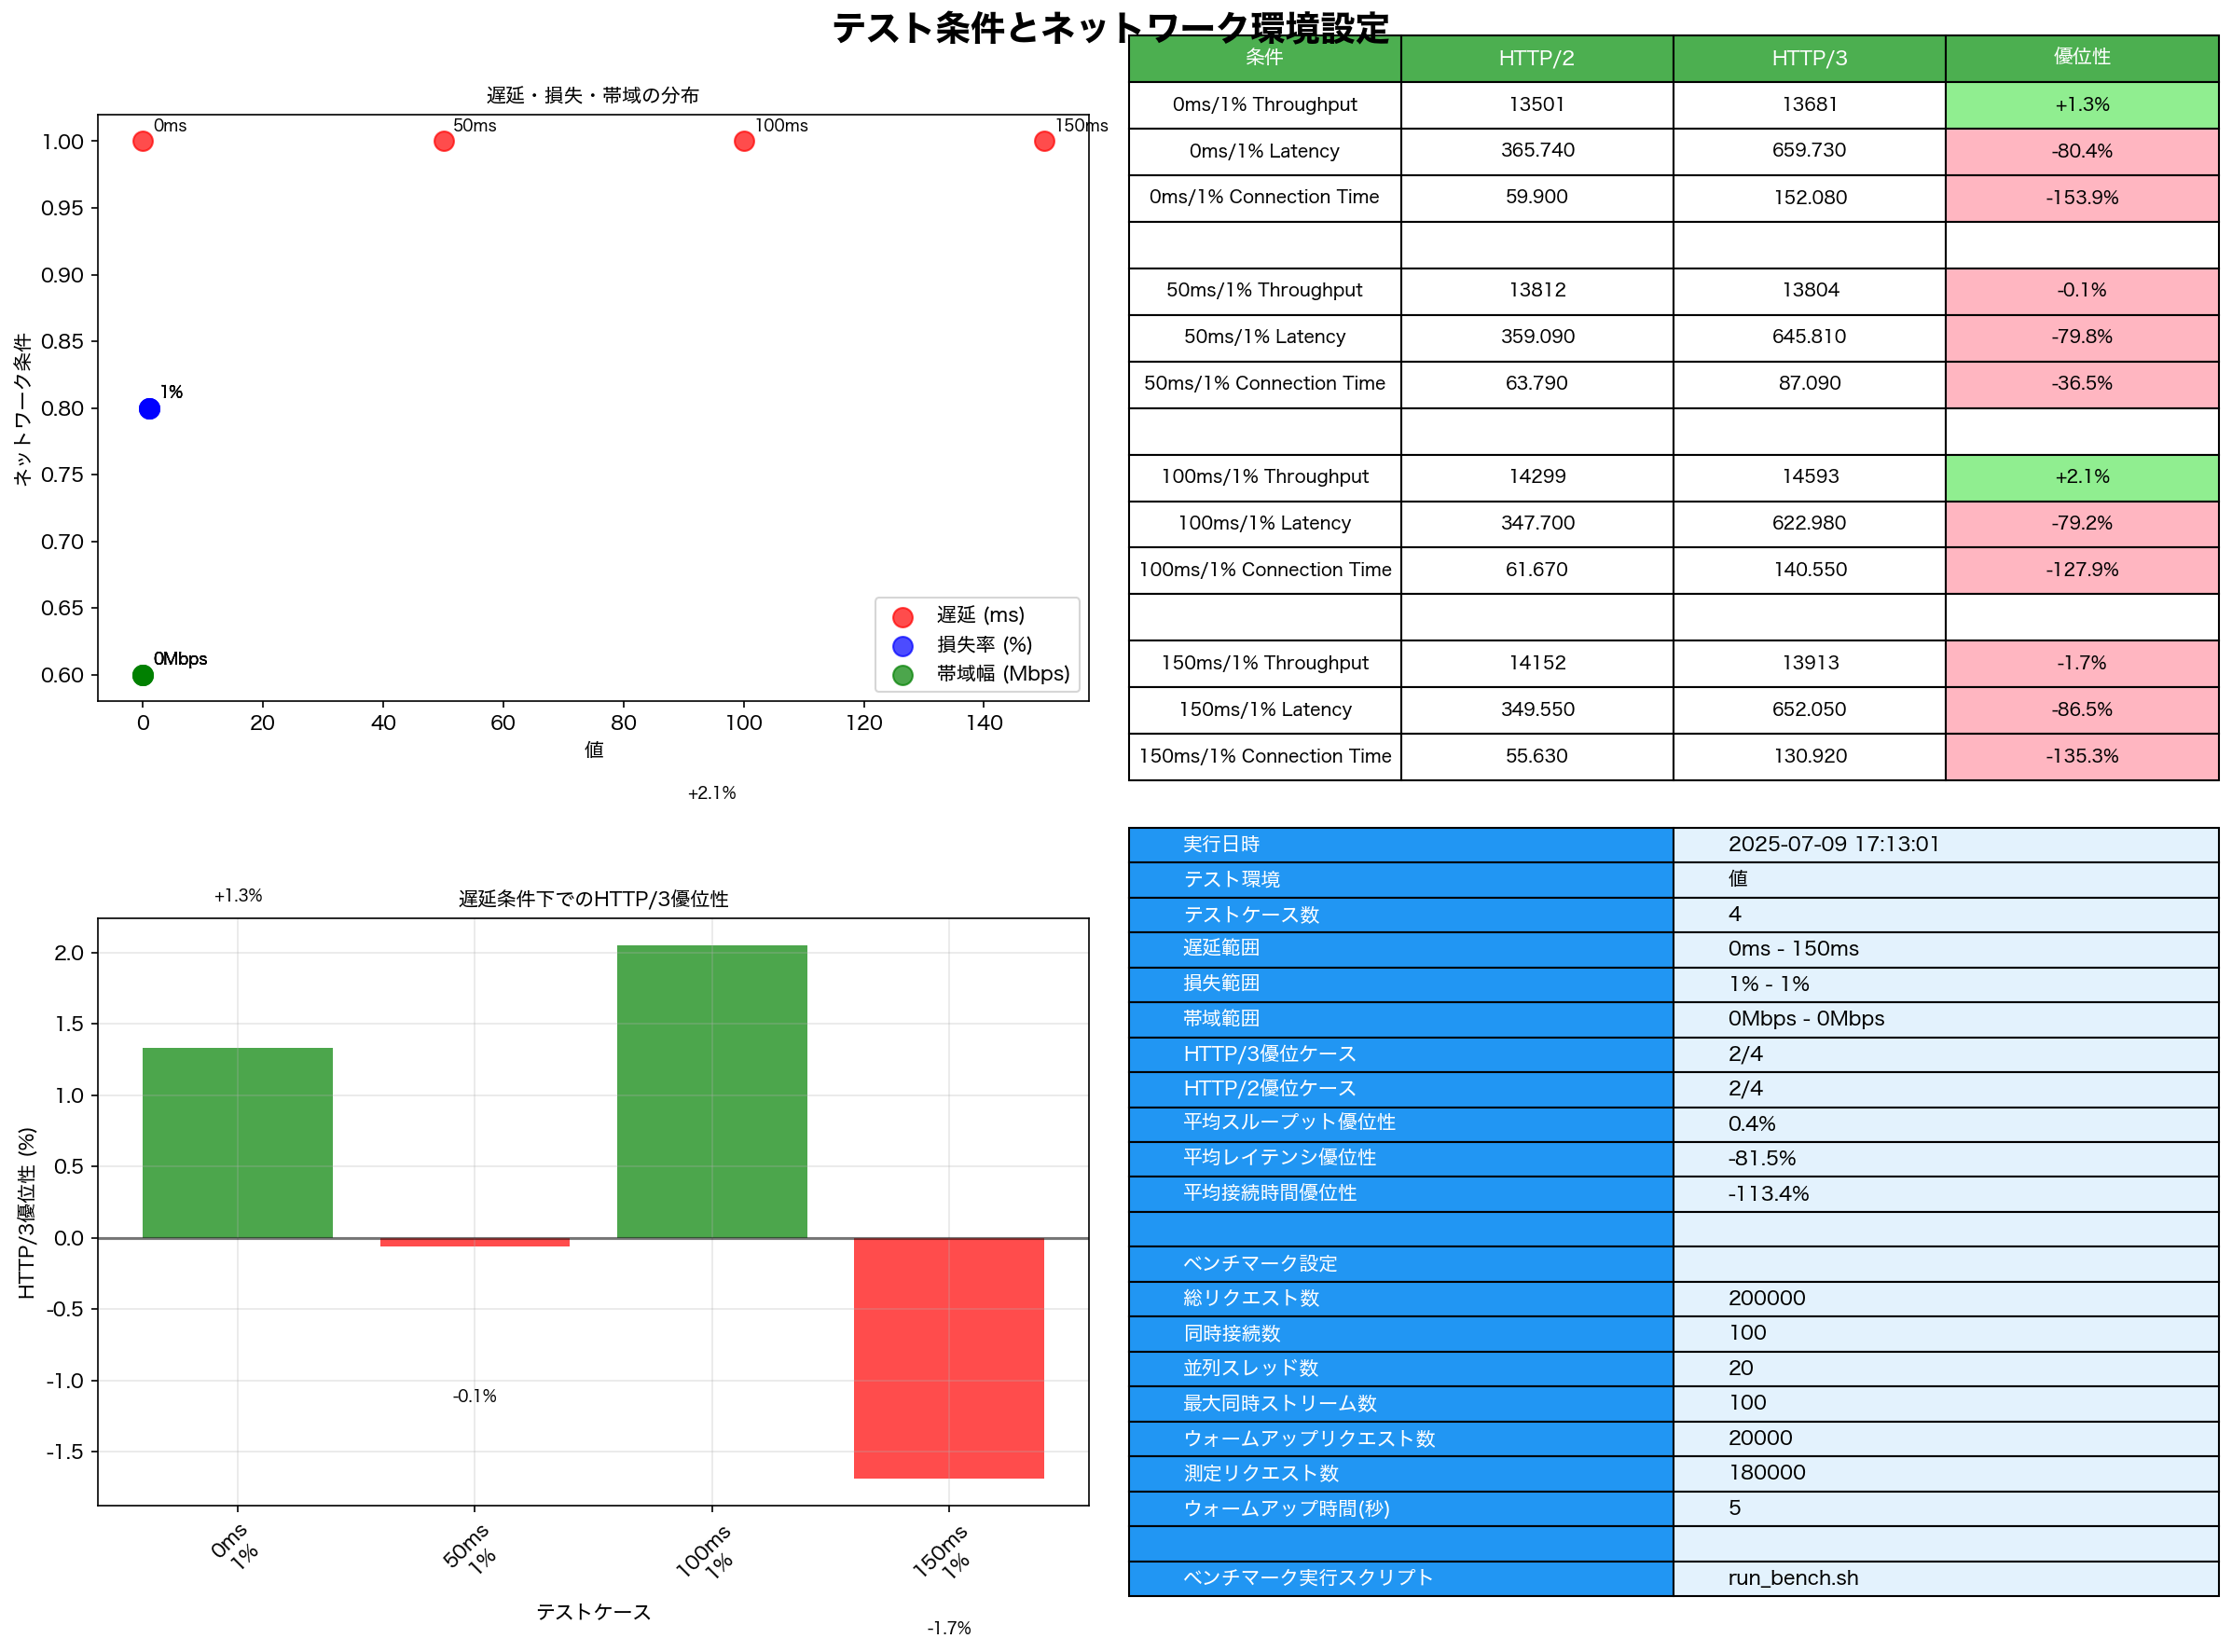 テスト条件とネットワーク環境設定
遅延・損失・帯域の分布
0ms 50ms 100ms 150ms
1.00
0.95
0.90
0.85
0.80
0.75
0.70
0.65
0.60
ネットワーク条件
1%
0Mbps
遅延 (ms)
損失率 (%)
帯域幅 (Mbps)
0 20 40 60 80 100 120 140
値
条件 HTTP/2 HTTP/3 優位性
0ms/1% Throughput 13501 13681 +1.3%
0ms/1% Latency 365.740 659.730 -80.4%
0ms/1% Connection Time 59.900 152.080 -153.9%
50ms/1% Throughput 13812 13804 -0.1%
50ms/1% Latency 359.090 645.810 -79.8%
50ms/1% Connection Time 63.790 87.090 -36.5%
100ms/1% Throughput 14299 14593 +2.1%
100ms/1% Latency 347.700 622.980 -79.2%
100ms/1% Connection Time 61.670 140.550 -127.9%
150ms/1% Throughput 14152 13913 -1.7%
150ms/1% Latency 349.550 652.050 -86.5%
150ms/1% Connection Time 55.630 130.920 -135.3%
+2.1%
+1.3%
遅延条件下でのHTTP/3優位性
2.0
1.5
1.0
0.5
0.0
-0.5
-1.0
-1.5
HTTP/3優位性 (%)
-0.1%
0ms
1%
50ms
1%
100ms
1%
150ms
1%
テストケース
-1.7%
実行日時 2025-07-09 17:13:01
テスト環境 値
テストケース数 4
遅延範囲 0ms - 150ms
損失範囲 1% - 1%
帯域範囲 0Mbps - 0Mbps
HTTP/3優位ケース 2/4
HTTP/2優位ケース 2/4
平均スループット優位性 0.4%
平均レイテンシ優位性 -81.5%
平均接続時間優位性 -113.4%
ベンチマーク設定
総リクエスト数 200000
同時接続数 100
並列スレッド数 20
最大同時ストリーム数 100
ウォームアップリクエスト数 20000
測定リクエスト数 180000
ウォームアップ時間(秒) 5
ベンチマーク実行スクリプト run_bench.sh